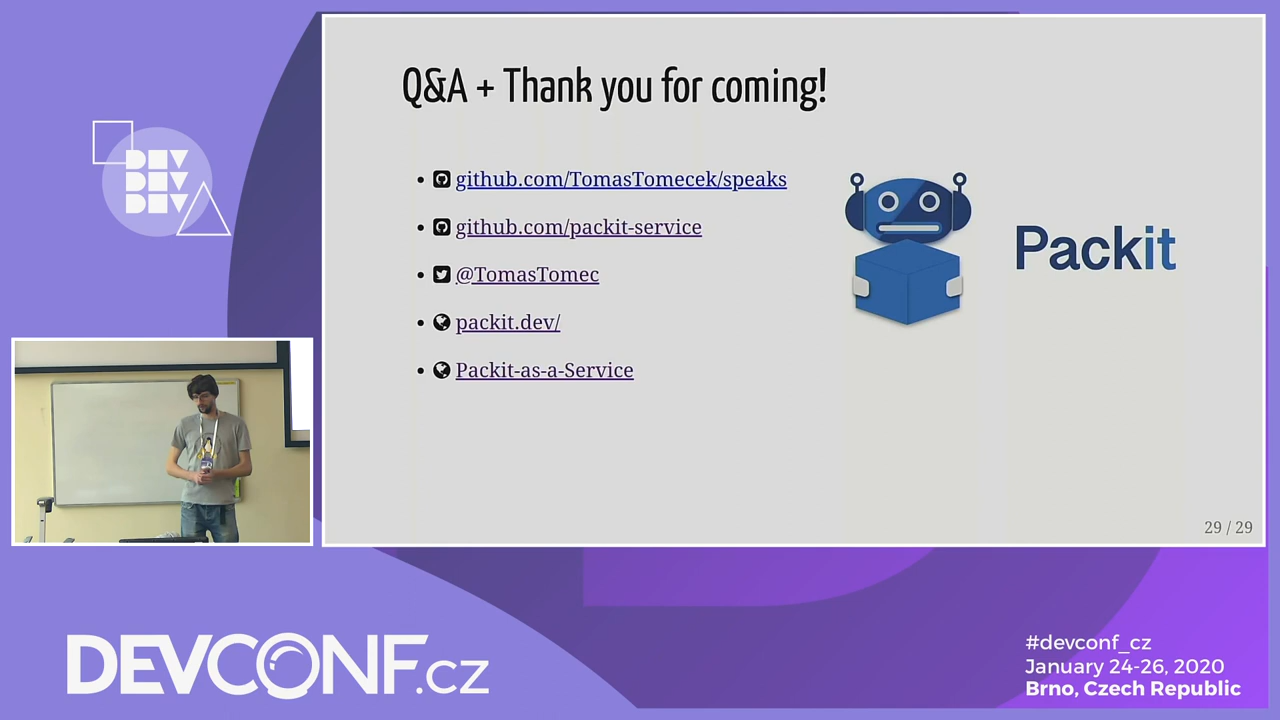 Q&A + Thank you for coming!
github.com/TomasTomecek/speaks
github.com/packit-service
@TomasTomec
packit.dev/
Packit-as-a-Service
Packit
29 / 29
DEV
DEV
DEV
DEVCONF.cz
#devconf_cz
January 24-26, 2020
Brno, Czech Republic